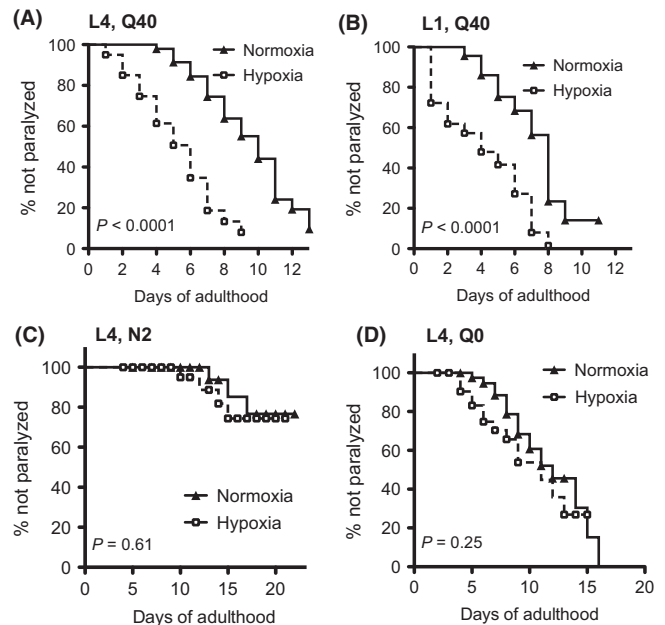 (A) L4, Q40
100
80
60
40
20
0
% not paralyzed
Normoxia
Hypoxia
P < 0.0001
0 2 4 6 8 10 12
Days of adulthood
(B) L1, Q40
100
80
60
40
20
0
% not paralyzed
Normoxia
Hypoxia
P < 0.0001
0 2 4 6 8 10 12
Days of adulthood
(C) L4, N2
100
80
60
40
20
0
% not paralyzed
Normoxia
Hypoxia
P = 0.61
0 5 10 15 20
Days of adulthood
(D) L4, Q0
100
80
60
40
20
0
% not paralyzed
Normoxia
Hypoxia
P = 0.25
0 5 10 15 20
Days of adulthood